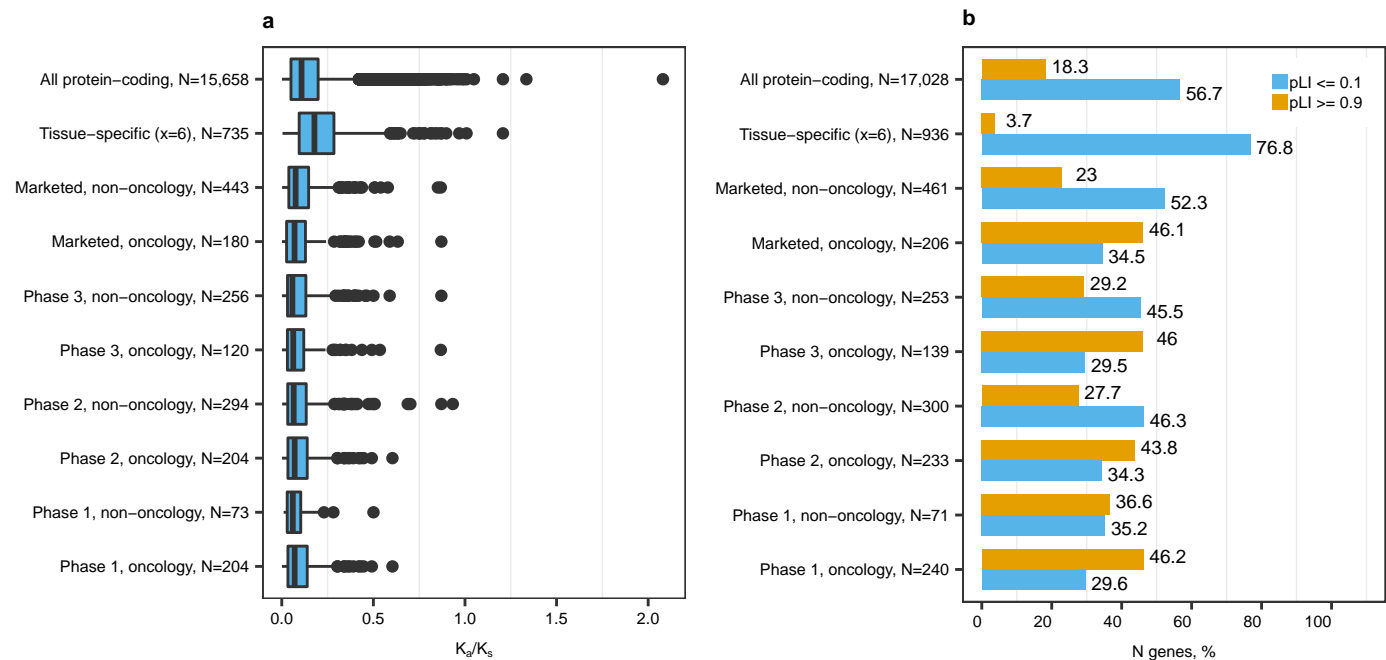 a
All protein−coding, N=15,658
Tissue−specific (x=6), N=735
Marketed, non−oncology, N=443
Marketed, oncology, N=180
Phase 3, non−oncology, N=256
Phase 3, oncology, N=120
Phase 2, non−oncology, N=294
Phase 2, oncology, N=204
Phase 1, non−oncology, N=73
Phase 1, oncology, N=204
0.0 0.5 1.0 1.5 2.0
Ka/Ks
b
pLI <= 0.1
pLI >= 0.9
All protein−coding, N=17,028
18.3
56.7
Tissue−specific (x=6), N=936
3.7
76.8
Marketed, non−oncology, N=461
23
52.3
Marketed, oncology, N=206
46.1
34.5
Phase 3, non−oncology, N=253
29.2
45.5
Phase 3, oncology, N=139
46
29.5
Phase 2, non−oncology, N=300
27.7
46.3
Phase 2, oncology, N=233
43.8
34.3
Phase 1, non−oncology, N=71
36.6
35.2
Phase 1, oncology, N=240
46.2
29.6
0 20 40 60 80 100
N genes, %